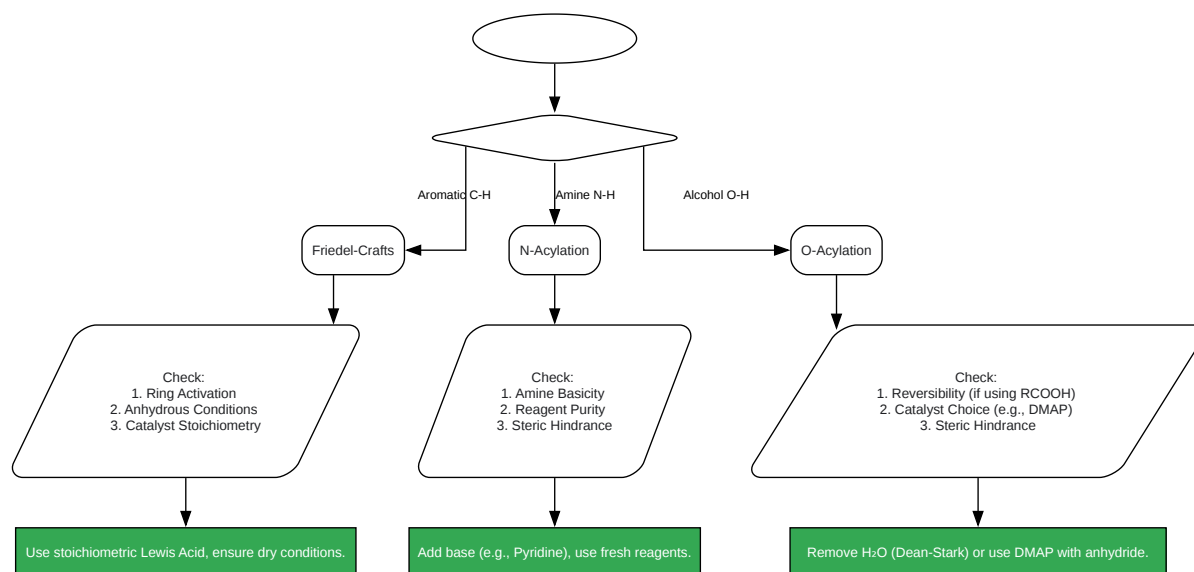 Aromatic C-H
Amine N-H
Alcohol O-H
Friedel-Crafts
N-Acylation
O-Acylation
Check:
1. Ring Activation
2. Anhydrous Conditions
3. Catalyst Stoichiometry
Check:
1. Amine Basicity
2. Reagent Purity
3. Steric Hindrance
Check:
1. Reversibility (if using RCOOH)
2. Catalyst Choice (e.g., DMAP)
3. Steric Hindrance
Use stoichiometric Lewis Acid, ensure dry conditions.
Add base (e.g., Pyridine), use fresh reagents.
Remove H₂O (Dean-Stark) or use DMAP with anhydride.